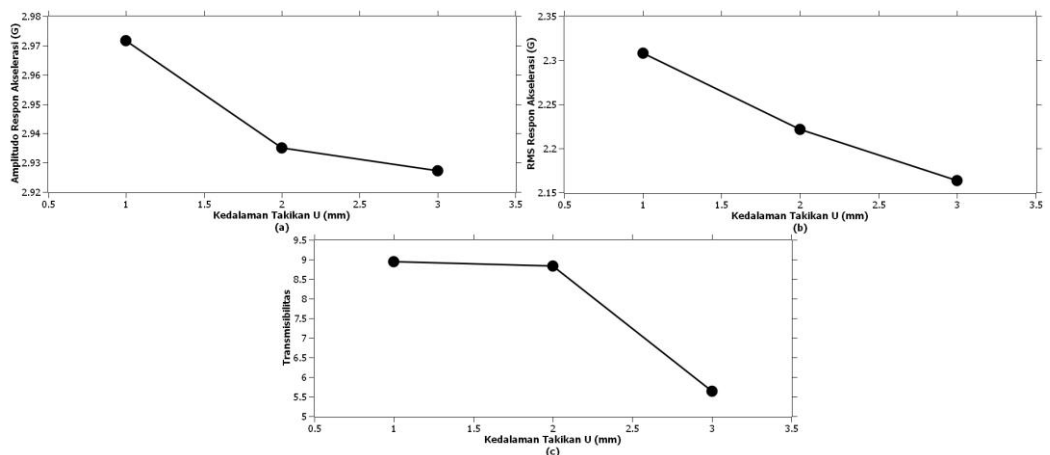 Amplitudo Respon Akselerasi (G)
2.98
2.97
2.96
2.95
2.94
2.93
2.92
0.5 1 1.5 2 2.5 3 3.5
Kedalaman Takikan U (mm)
(a)
RMS Respon Akselerasi (G)
2.35
2.3
2.25
2.2
2.15
0.5 1 1.5 2 2.5 3 3.5
Kedalaman Takikan U (mm)
(b)
Transmisibilitas
9.5
9
8.5
8
7.5
7
6.5
6
5.5
5
0.5 1 1.5 2 2.5 3 3.5
Kedalaman Takikan U (mm)
(c)